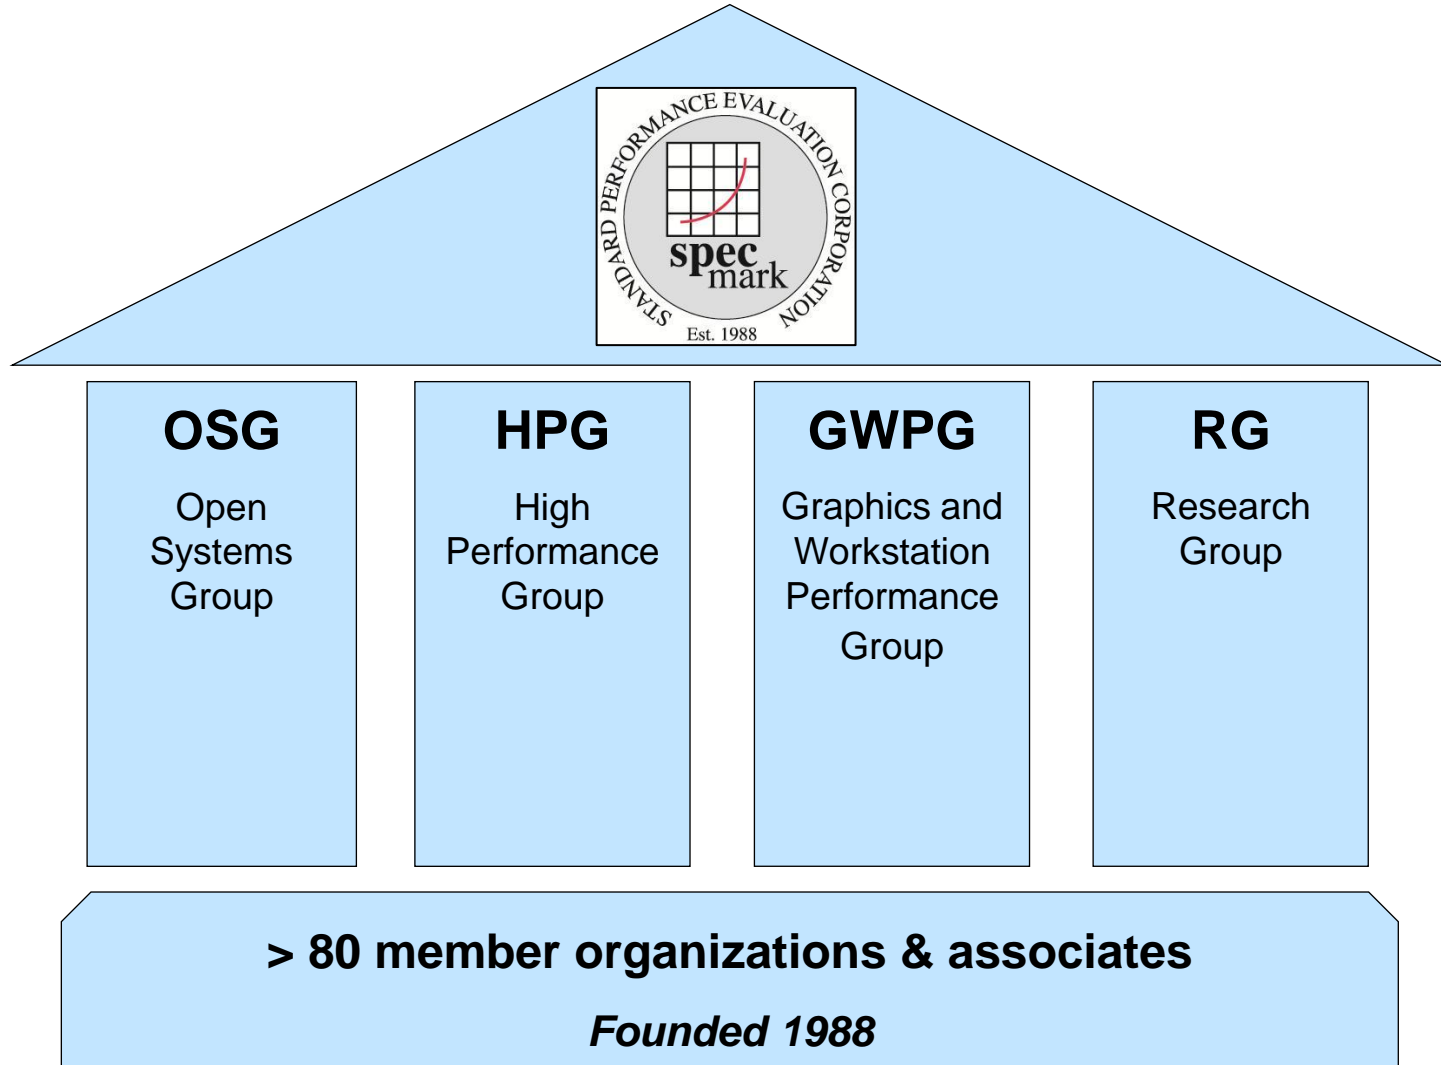 STANDARD PERFORMANCE EVALUATION CORPORATION
spec
mark
Est. 1988
OSG
Open
Systems
Group
HPG
High
Performance
Group
GWPG
Graphics and
Workstation
Performance
Group
RG
Research
Group
> 80 member organizations & associates
Founded 1988